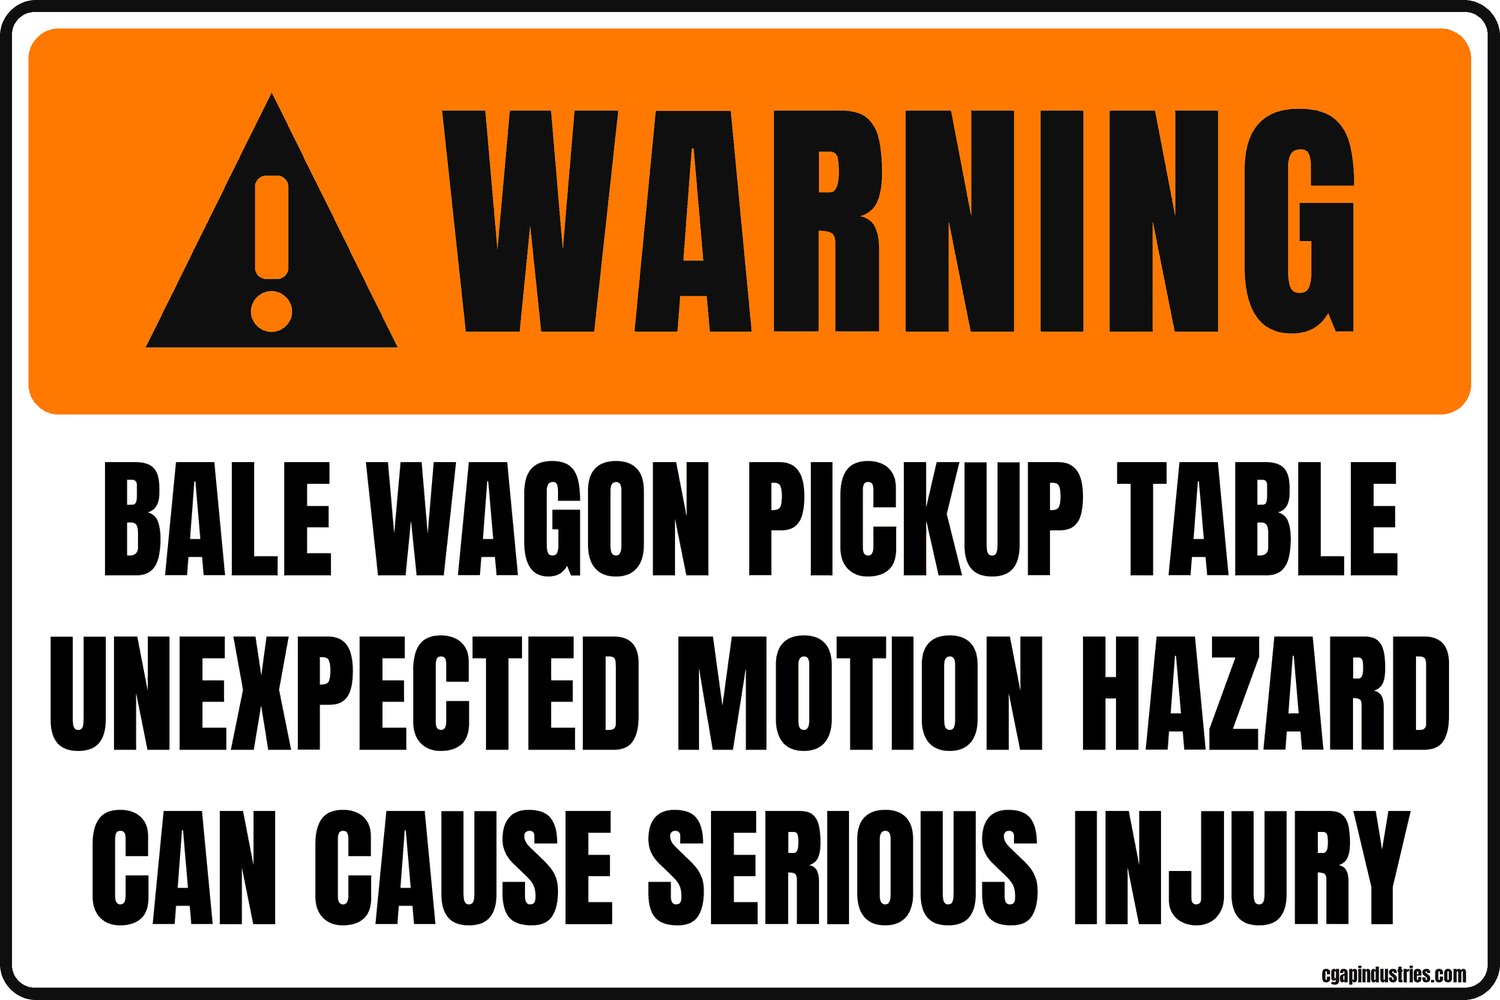 WARNING
BALE WAGON PICKUP TABLE
UNEXPECTED MOTION HAZARD
CAN CAUSE SERIOUS INJURY
cgapindustries.com